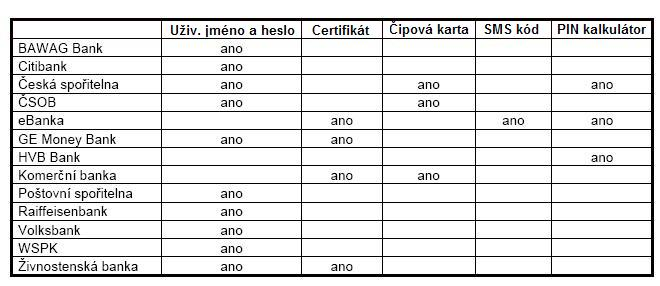 Uživ. jméno a heslo Certifikát Čipová karta SMS kód PIN kalkulátor
BAWAG Bank ano
Citibank ano
Česká spořitelna ano ano ano
ČSOB ano ano
eBanka ano ano ano
GE Money Bank ano ano
HVB Bank ano
Komerční banka ano ano
Poštovní spořitelna ano
Raiffeisenbank ano
Volksbank ano
WSPK ano
Živnostenská banka ano ano